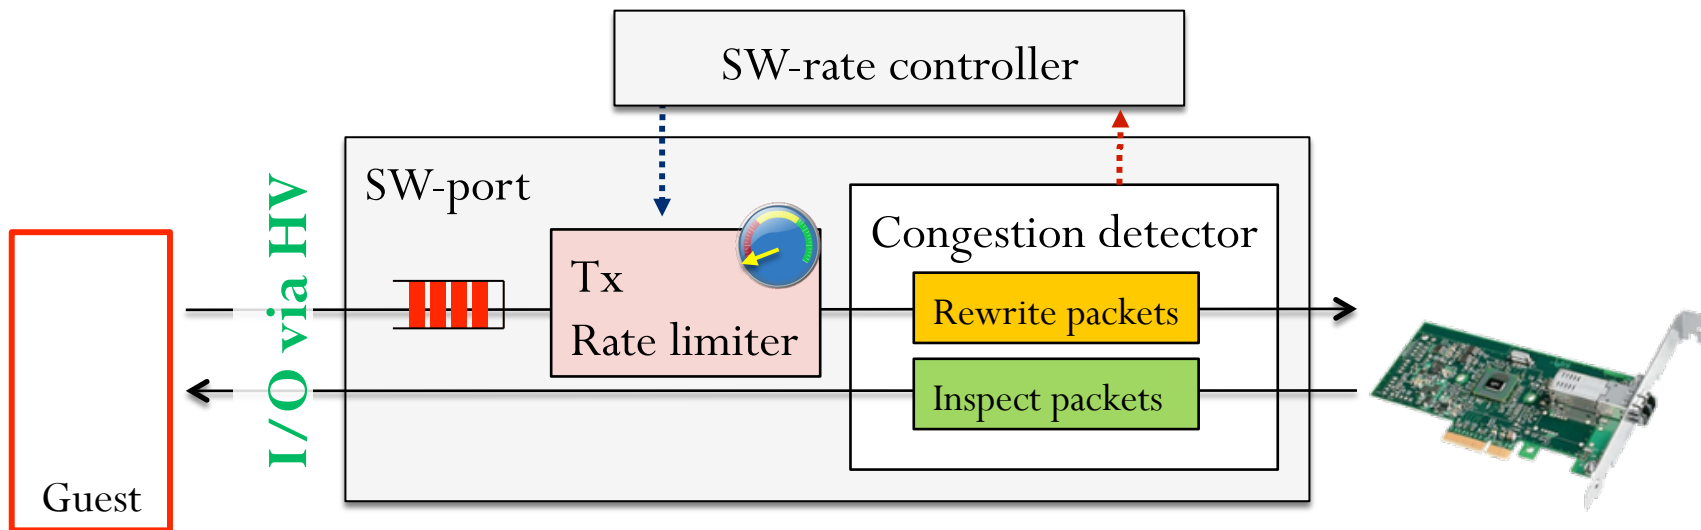 SW-rate controller
SW-port
I/O via HV
Congestion detector
Tx
Rate limiter
Rewrite packets
Inspect packets
Guest